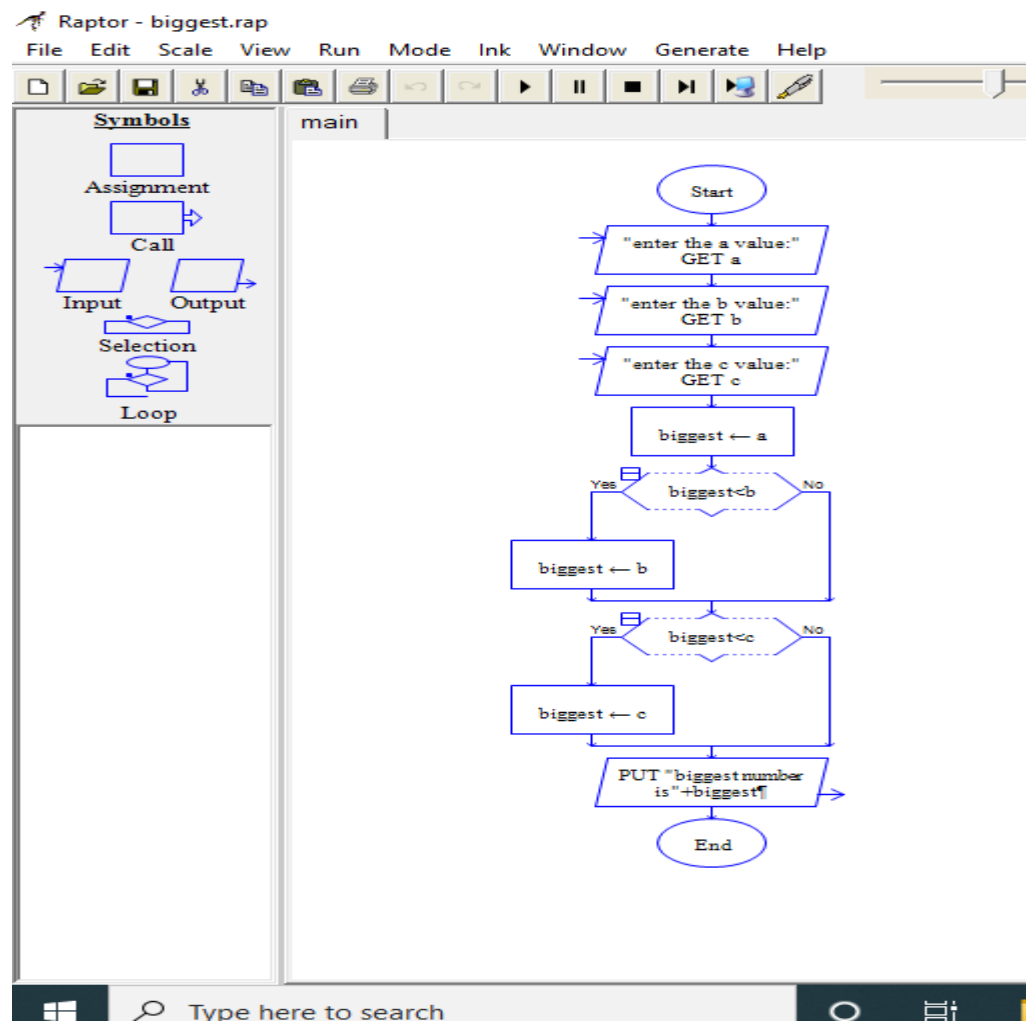 Raptor - biggest.rap
File Edit Scale View Run Mode Ink Window Generate Help
Symbols
Assignment
Call
Input Output
Selection
Loop
main
Start
"enter the a value:"
GET a
"enter the b value:"
GET b
"enter the c value:"
GET c
biggest ← a
Yes biggest<b No
biggest ← b
Yes biggest<c No
biggest ← c
PUT "biggest number
is"+biggest¶
End
Type here to search